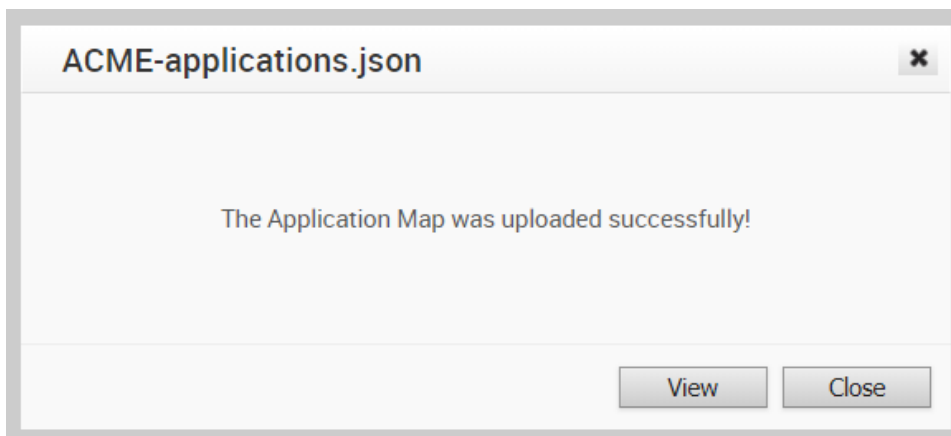 ACME-applications.json
The Application Map was uploaded successfully!
View
Close